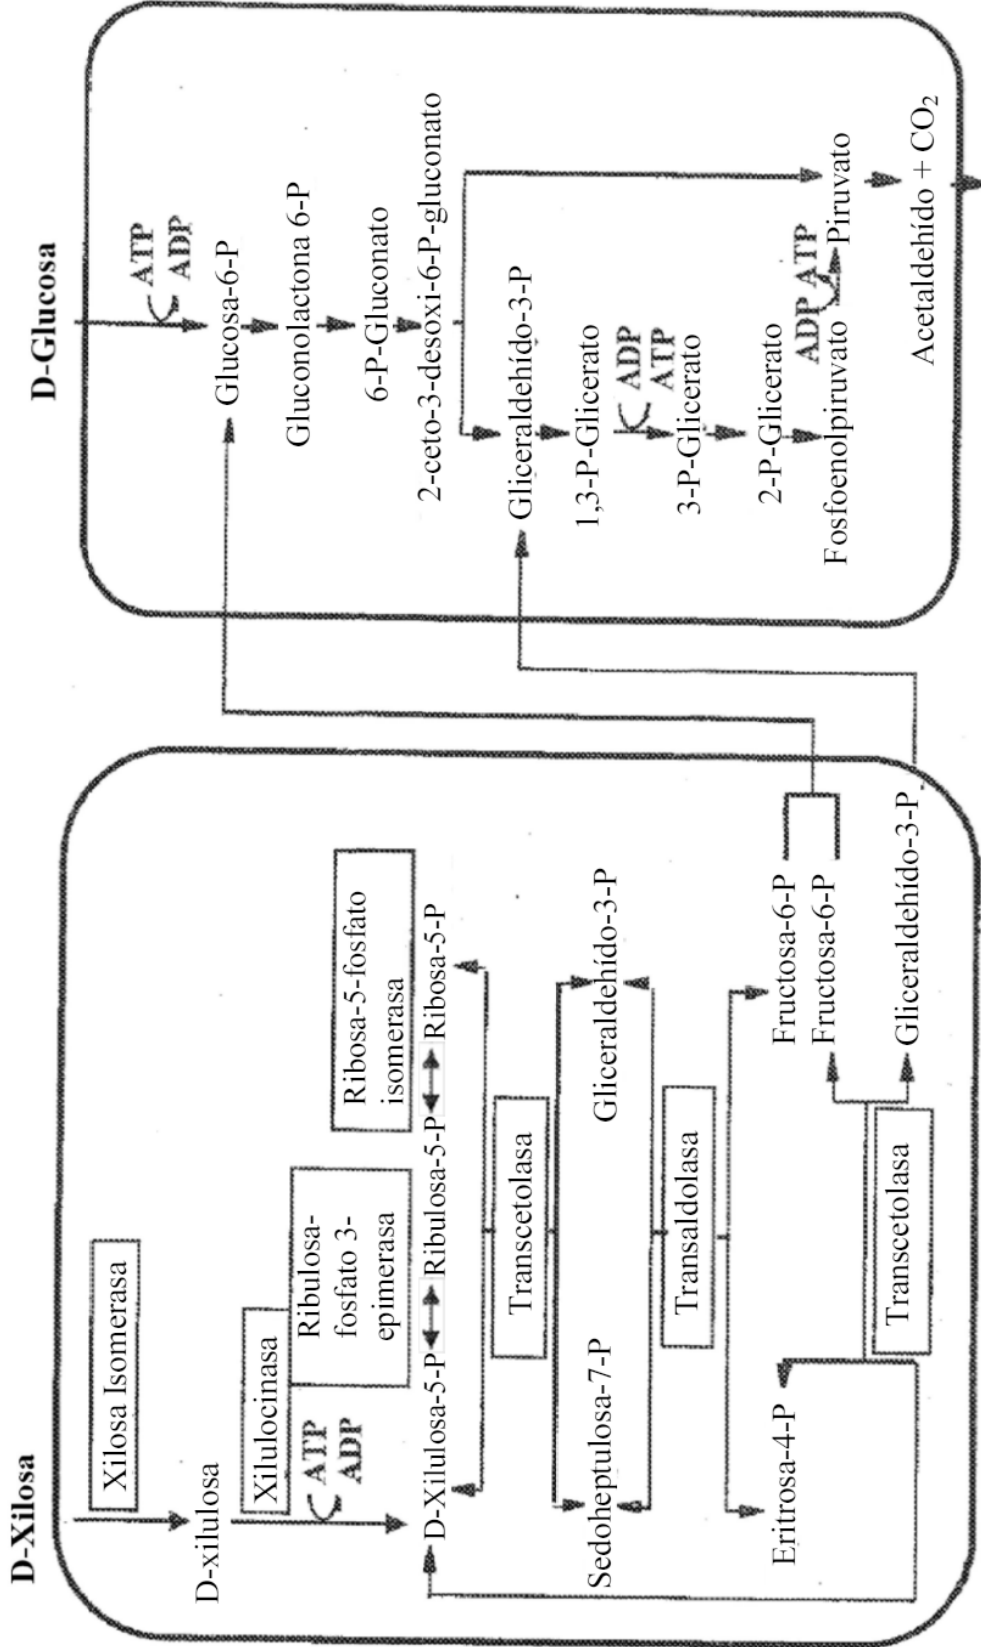 D-Xilosa
Xilosa Isomerasa
D-xilulosa
Xilulocinasa
ATP
ADP
Ribulosa-
fosfato 3-
epimerasa
Ribosa-5-fosfato
isomerasa
D-Xilulosa-5-P
Ribulosa-5-P
Ribosa-5-P
Transcetolasa
Sedoheptulosa-7-P
Gliceraldehído-3-P
Transaldolasa
Eritrosa-4-P
Fructosa-6-P
Fructosa-6-P
Transcetolasa
Gliceraldehído-3-P
D-Glucosa
ATP
ADP
Glucosa-6-P
Gluconolactona 6-P
6-P-Gluconato
2-ceto-3-desoxi-6-P-gluconato
Gliceraldehído-3-P
1,3-P-Glicerato
ADP
ATP
3-P-Glicerato
2-P-Glicerato
ADP ATP
Fosfoenolpiruvato
Piruvato
Piruvato
Acetaldehído + CO₂